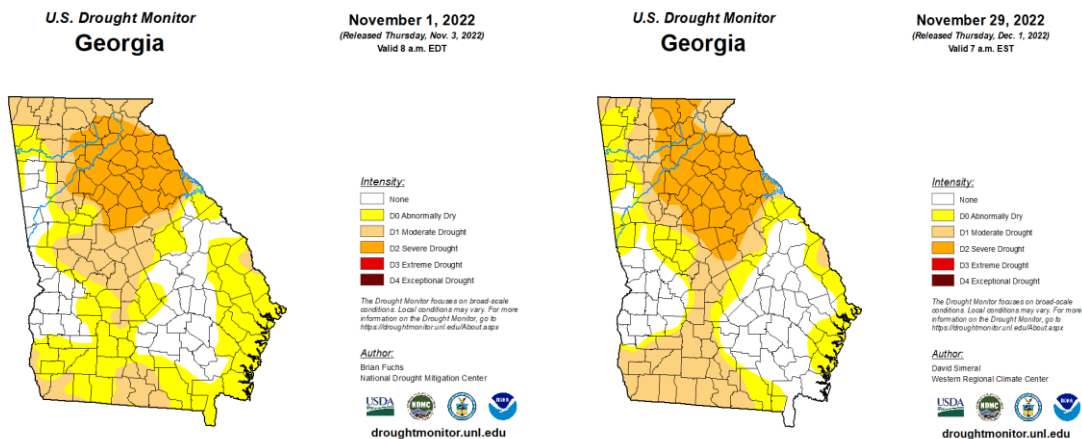 U.S. Drought Monitor
Georgia
November 1, 2022
(Released Thursday, Nov. 3, 2022)
Valid 8 a.m. EDT
Intensity:
None
D0 Abnormally Dry
D1 Moderate Drought
D2 Severe Drought
D3 Extreme Drought
D4 Exceptional Drought
The Drought Monitor focuses on broad-scale
conditions. Local conditions may vary. For more
information on the Drought Monitor, go to
https://droughtmonitor.unl.edu/About.aspx
Author:
Brian Fuchs
National Drought Mitigation Center
USDA
NDMC
droughtmonitor.unl.edu
U.S. Drought Monitor
Georgia
November 29, 2022
(Released Thursday, Dec. 1, 2022)
Valid 7 a.m. EST
Intensity:
None
D0 Abnormally Dry
D1 Moderate Drought
D2 Severe Drought
D3 Extreme Drought
D4 Exceptional Drought
The Drought Monitor focuses on broad-scale
conditions. Local conditions may vary. For more
information on the Drought Monitor, go to
https://droughtmonitor.unl.edu/About.aspx
Author:
David Simeral
Western Regional Climate Center
USDA
NDMC
droughtmonitor.unl.edu